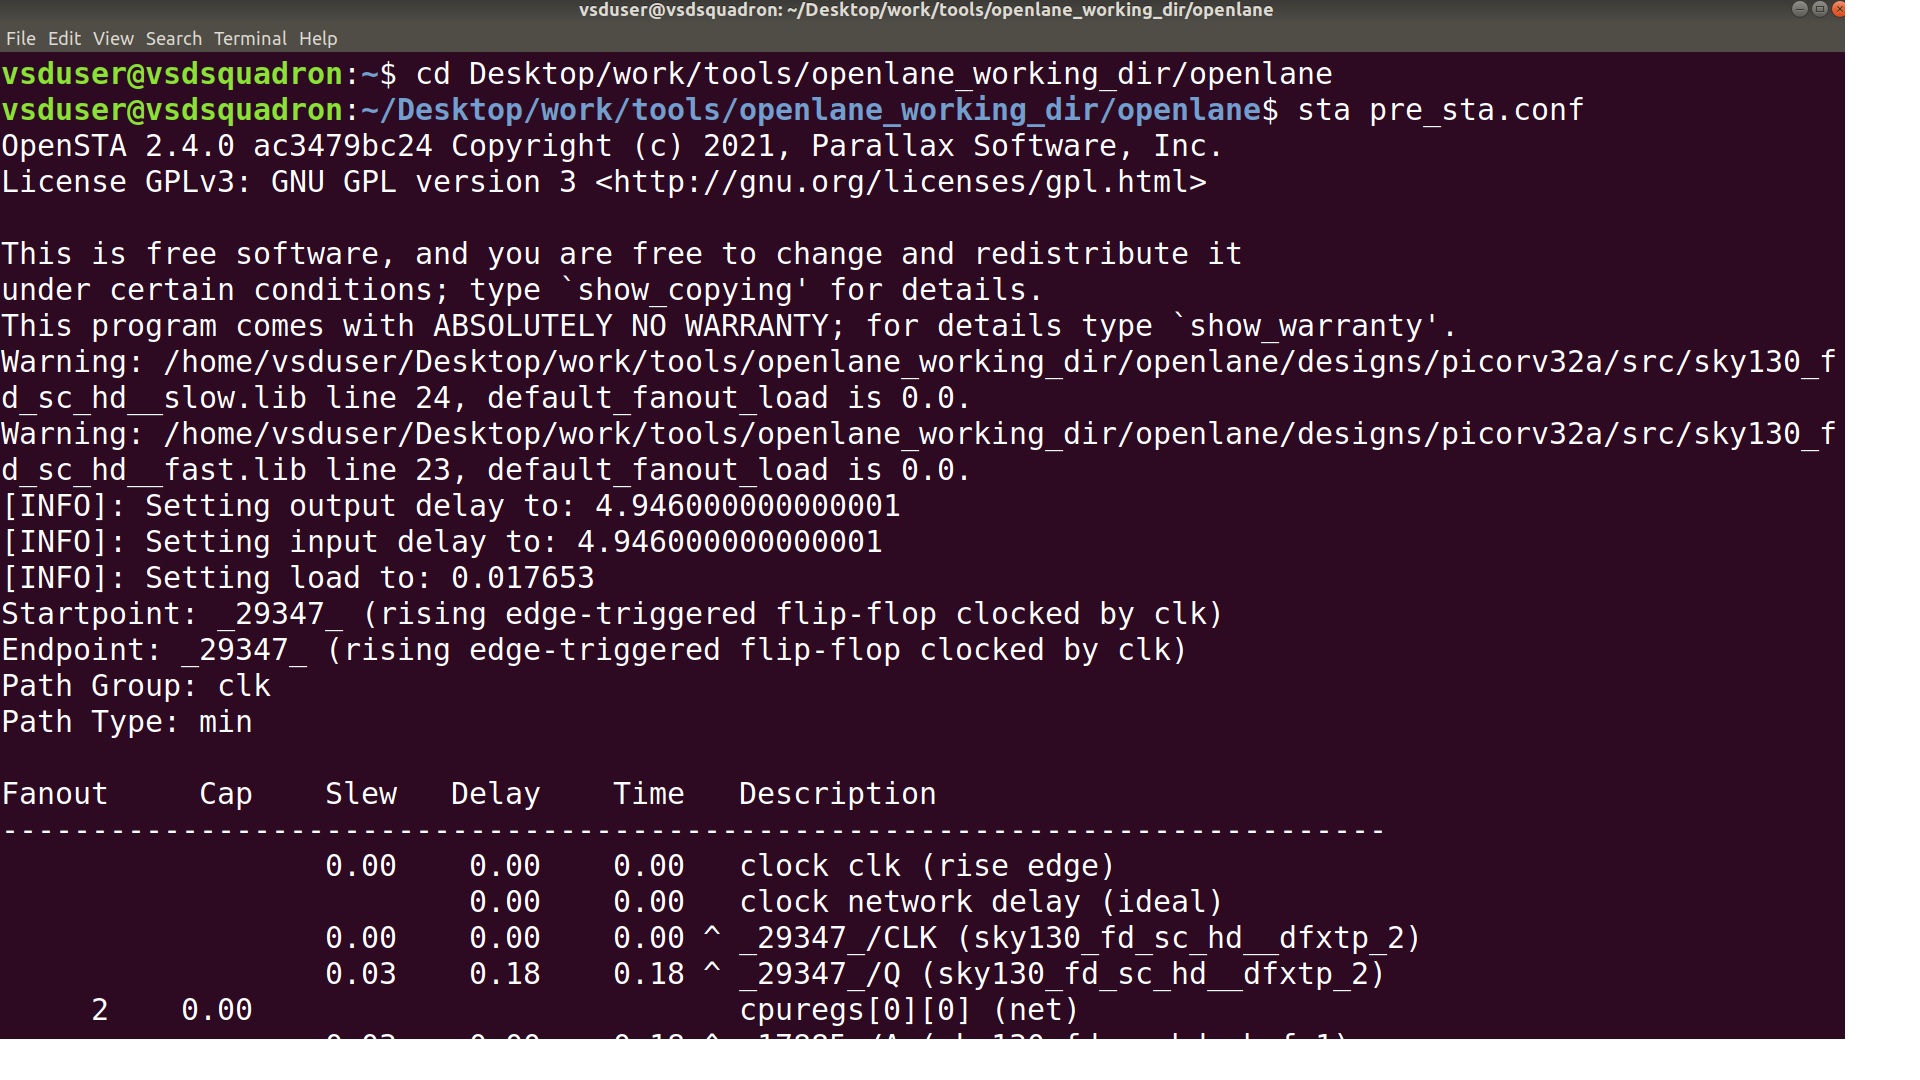 vsduser@vsdsquadron: ~/Desktop/work/tools/openlane_working_dir/openlane
File Edit View Search Terminal Help
vsduser@vsdsquadron:~$ cd Desktop/work/tools/openlane_working_dir/openlane
vsduser@vsdsquadron:~/Desktop/work/tools/openlane_working_dir/openlane$ sta pre_sta.conf
OpenSTA 2.4.0 ac3479bc24 Copyright (c) 2021, Parallax Software, Inc.
License GPLv3: GNU GPL version 3 <http://gnu.org/licenses/gpl.html>
This is free software, and you are free to change and redistribute it
under certain conditions; type `show_copying' for details.
This program comes with ABSOLUTELY NO WARRANTY; for details type `show_warranty'.
Warning: /home/vsduser/Desktop/work/tools/openlane_working_dir/openlane/designs/picorv32a/src/sky130_f
d_sc_hd__slow.lib line 24, default_fanout_load is 0.0.
Warning: /home/vsduser/Desktop/work/tools/openlane_working_dir/openlane/designs/picorv32a/src/sky130_f
d_sc_hd__fast.lib line 23, default_fanout_load is 0.0.
[INFO]: Setting output delay to: 4.946000000000001
[INFO]: Setting input delay to: 4.946000000000001
[INFO]: Setting load to: 0.017653
Startpoint: _29347_ (rising edge-triggered flip-flop clocked by clk)
Endpoint: _29347_ (rising edge-triggered flip-flop clocked by clk)
Path Group: clk
Path Type: min
Fanout     Cap    Slew   Delay    Time   Description
-----------------------------------------------------------------------------
                  0.00    0.00    0.00   clock clk (rise edge)
                          0.00    0.00   clock network delay (ideal)
                  0.00    0.00    0.00 ^ _29347_/CLK (sky130_fd_sc_hd__dfxtp_2)
                  0.03    0.18    0.18 ^ _29347_/Q (sky130_fd_sc_hd__dfxtp_2)
     2    0.00                           cpuregs[0][0] (net)
                  0.03    0.00    0.18 ^